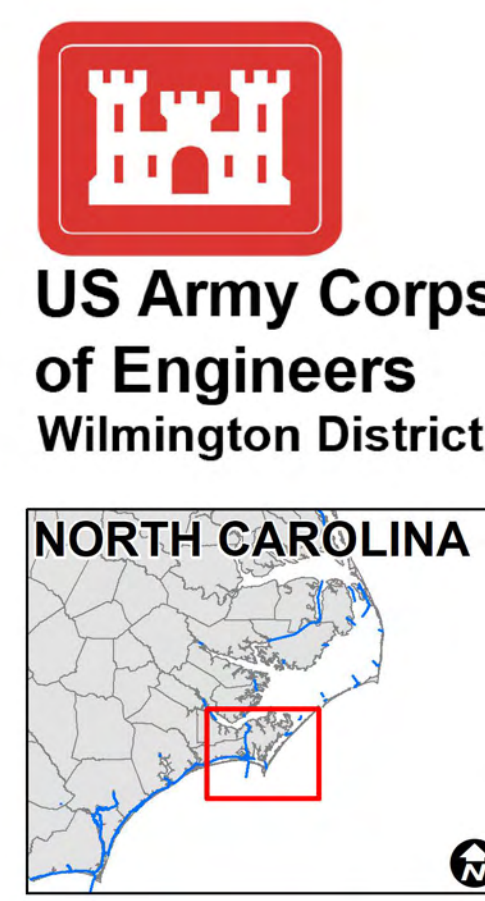 US Army Corps
of Engineers
Wilmington District
NORTH CAROLINA
N